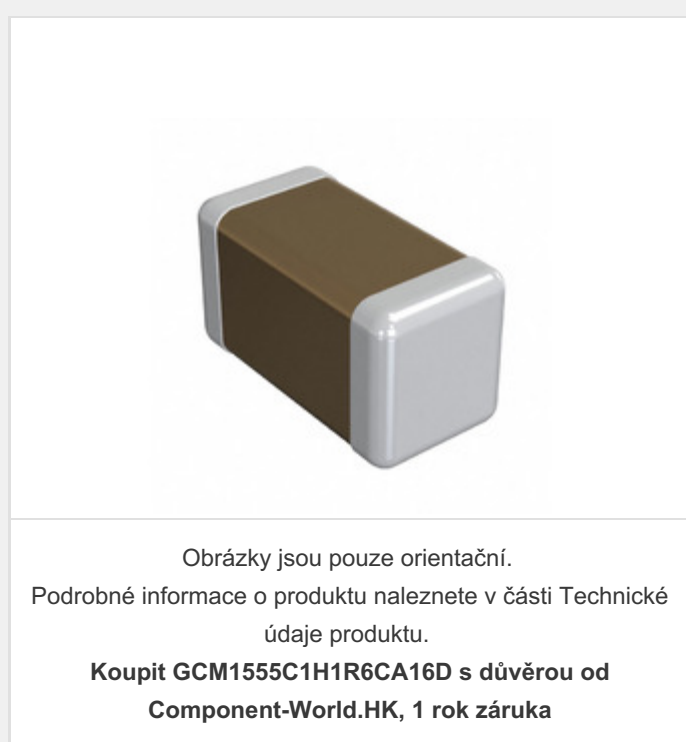 Obrázky jsou pouze orientační.
Podrobné informace o produktu naleznete v části Technické
údaje produktu.
Koupit GCM1555C1H1R6CA16D s důvěrou od
Component-World.HK, 1 rok záruka